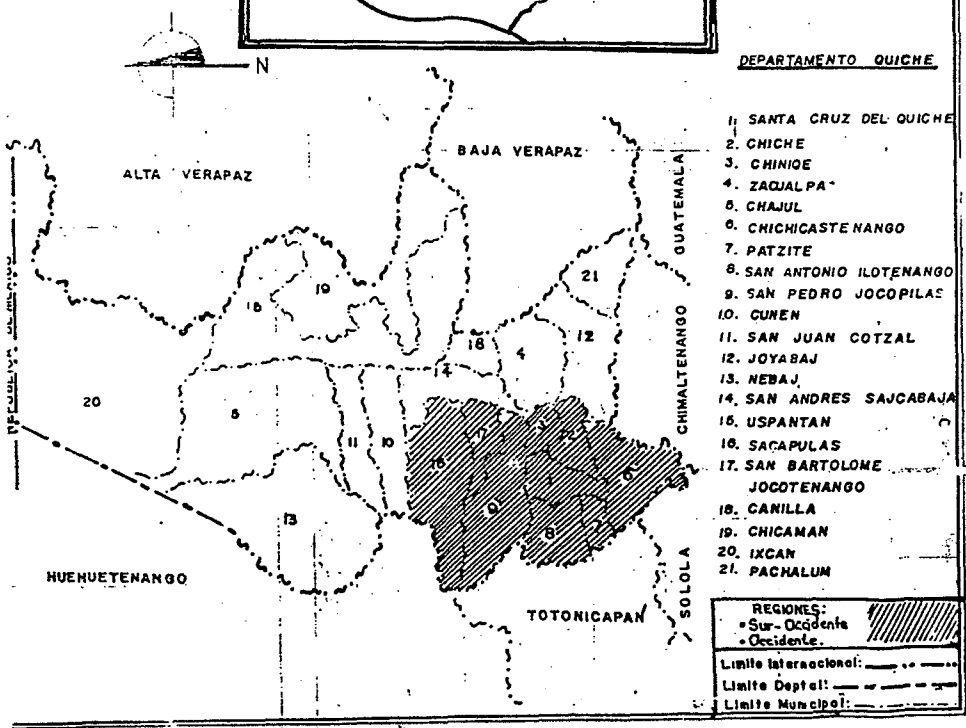 N
DEPARTAMENTO QUICHE
1. SANTA CRUZ DEL QUICHE
2. CHICHE
3. CHINIQE
4. ZACUALPA
5. CHAJUL
6. CHICHICASTENANGO
7. PATZITE
8. SAN ANTONIO ILOTENANGO
9. SAN PEDRO JOCOPILAS
10. CUNEN
11. SAN JUAN COTZAL
12. JOYABAJ
13. NEBAJ
14. SAN ANDRES SAJCABAJA
15. USPANTAN
16. SACAPULAS
17. SAN BARTOLOME
JOCOTENANGO
18. CANILLA
19. CHICAMAN
20. IXCAN
21. PACHALUM
ALTA VERAPAZ
BAJA VERAPAZ
GUATEMALA
CHIMALTENANGO
SOLOLA
TOTONICAPAN
HUEHUETENANGO
REPUBLICA DE MEXICO
21
19
12
18
4
14
20
5
11
10
13
9
8
6
REGIONES:
• Sur-Occidente
• Occidente.
Limite Internacional:
Limite Deptal:
Limite Municipal: